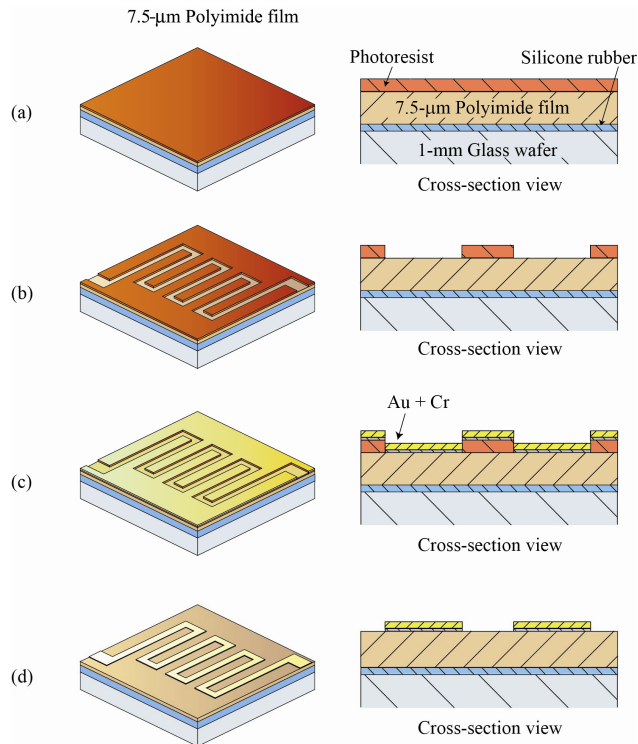 7.5-μm Polyimide film
Photoresist
Silicone rubber
(a)
7.5-μm Polyimide film
1-mm Glass wafer
Cross-section view
(b)
Cross-section view
Au + Cr
(c)
Cross-section view
(d)
Cross-section view